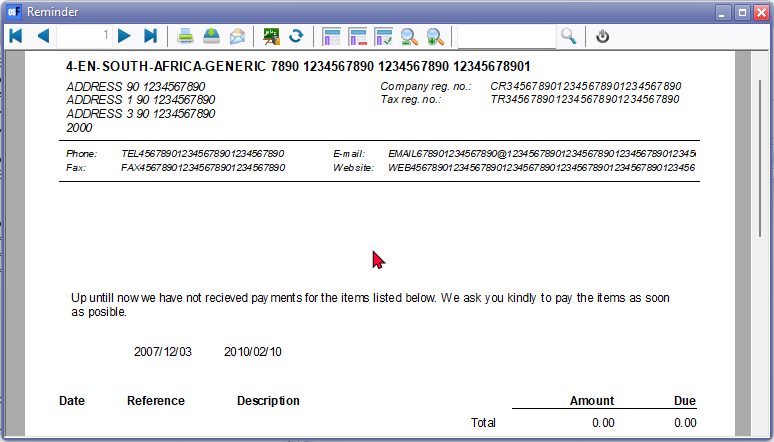 Reminder
1
4-EN-SOUTH-AFRICA-GENERIC 7890 1234567890 1234567890 12345678901
ADDRESS 90 1234567890
ADDRESS 1 90 1234567890
ADDRESS 3 90 1234567890
2000
Company reg. no.: CR3456789012345678901234567890
Tax reg. no.: TR3456789012345678901234567890
Phone: TEL456789012345678901234567890
E-mail: EMAIL678901234567890@12345678901234567890123456789012345
Fax: FAX456789012345678901234567890
Website: WEB45678901234567890123456789012345678901234567890123456
Up untill now we have not recieved payments for the items listed below. We ask you kindly to pay the items as soon
as posible.
2007/12/03 2010/02/10
Date Reference Description Amount Due
Total 0.00 0.00